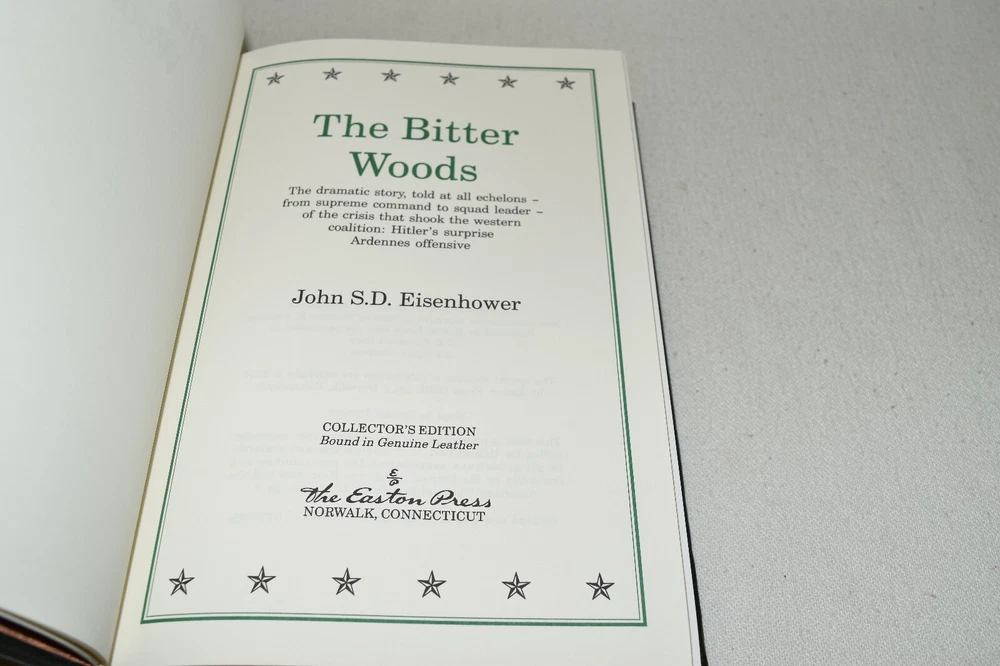 The Bitter
Woods
The dramatic story, told at all echelons –
from supreme command to squad leader –
of the crisis that shook the western
coalition: Hitler's surprise
Ardennes offensive
John S.D. Eisenhower
COLLECTOR'S EDITION
Bound in Genuine Leather
E
P
The Easton Press
NORWALK, CONNECTICUT